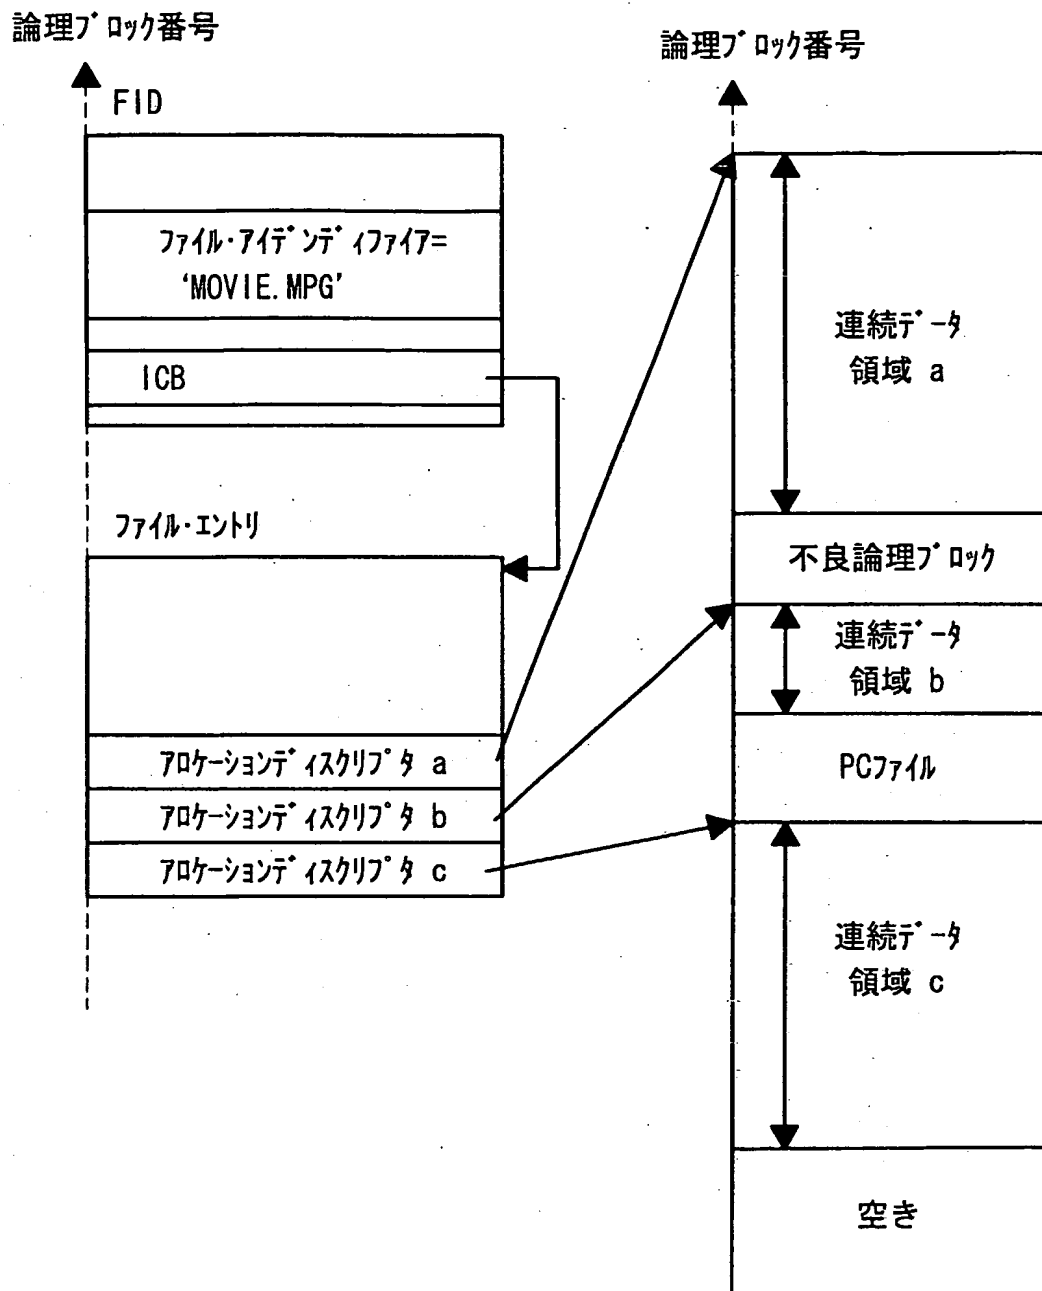 論理ﾌﾞﾛｯｸ番号
FID
ﾌｧｲﾙ・ｱｲﾃﾞﾝﾃﾞｨﾌｧｲｱ=
‘MOVIE.MPG’
ICB
ﾌｧｲﾙ・ｴﾝﾄﾘ
ｱﾛｹｰｼｮﾝﾃﾞｨｽｸﾘﾌﾟﾀ a
ｱﾛｹｰｼｮﾝﾃﾞｨｽｸﾘﾌﾟﾀ b
ｱﾛｹｰｼｮﾝﾃﾞｨｽｸﾘﾌﾟﾀ c
論理ﾌﾞﾛｯｸ番号
連続ﾃﾞｰﾀ
領域 a
不良論理ﾌﾞﾛｯｸ
連続ﾃﾞｰﾀ
領域 b
PCﾌｧｲﾙ
連続ﾃﾞｰﾀ
領域 c
空き